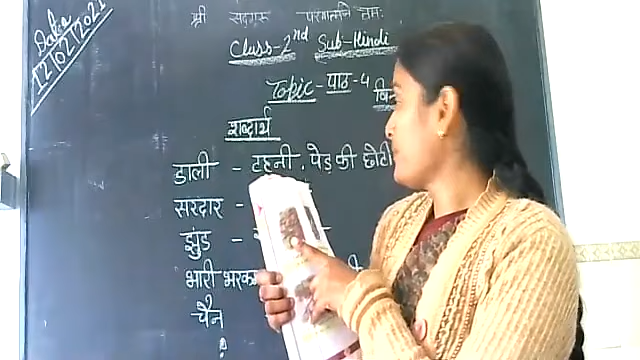 Date
12/02/2021
श्री सद्गुरू परमात्मने नमः
Class-2nd Sub-Hindi
Topic - पाठ - 4
शब्दार्थ
डाली - टहनी, पेड़ की छोटी
सरदार -
झुंड -
भारी
चैन